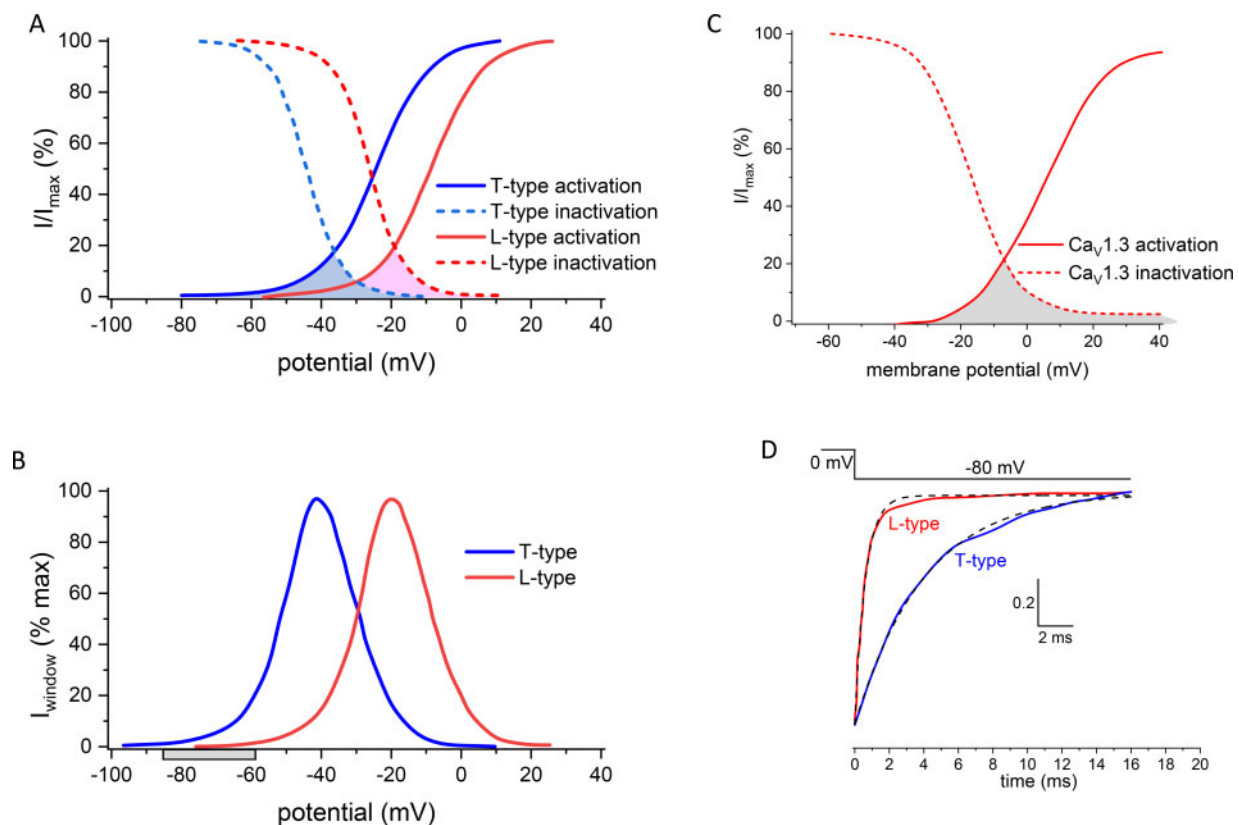 A
I/Imax (%)
100
80
60
40
20
0
-100 -80 -60 -40 -20 0 20 40
potential (mV)
T-type activation
T-type inactivation
L-type activation
L-type inactivation
C
I/Imax (%)
100
80
60
40
20
0
-60 -40 -20 0 20 40
membrane potential (mV)
CaV1.3 activation
CaV1.3 inactivation
B
Iwindow (% max)
100
80
60
40
20
0
-100 -80 -60 -40 -20 0 20 40
potential (mV)
T-type
L-type
D
0 mV
-80 mV
L-type
T-type
0.2
2 ms
0 2 4 6 8 10 12 14 16 18 20
time (ms)